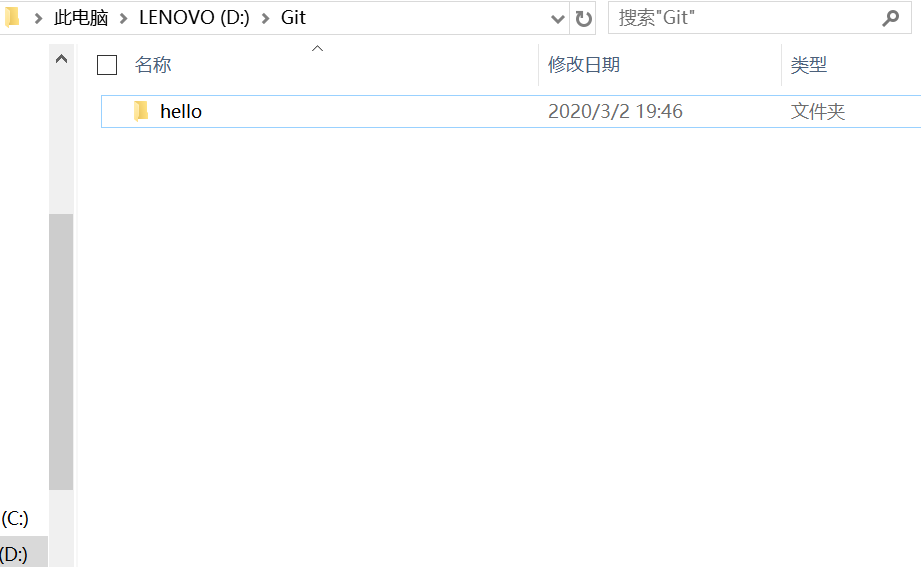 此电脑 LENOVO (D:) Git 搜索"Git"
名称 修改日期 类型
hello 2020/3/2 19:46 文件夹
(C:)
(D:)